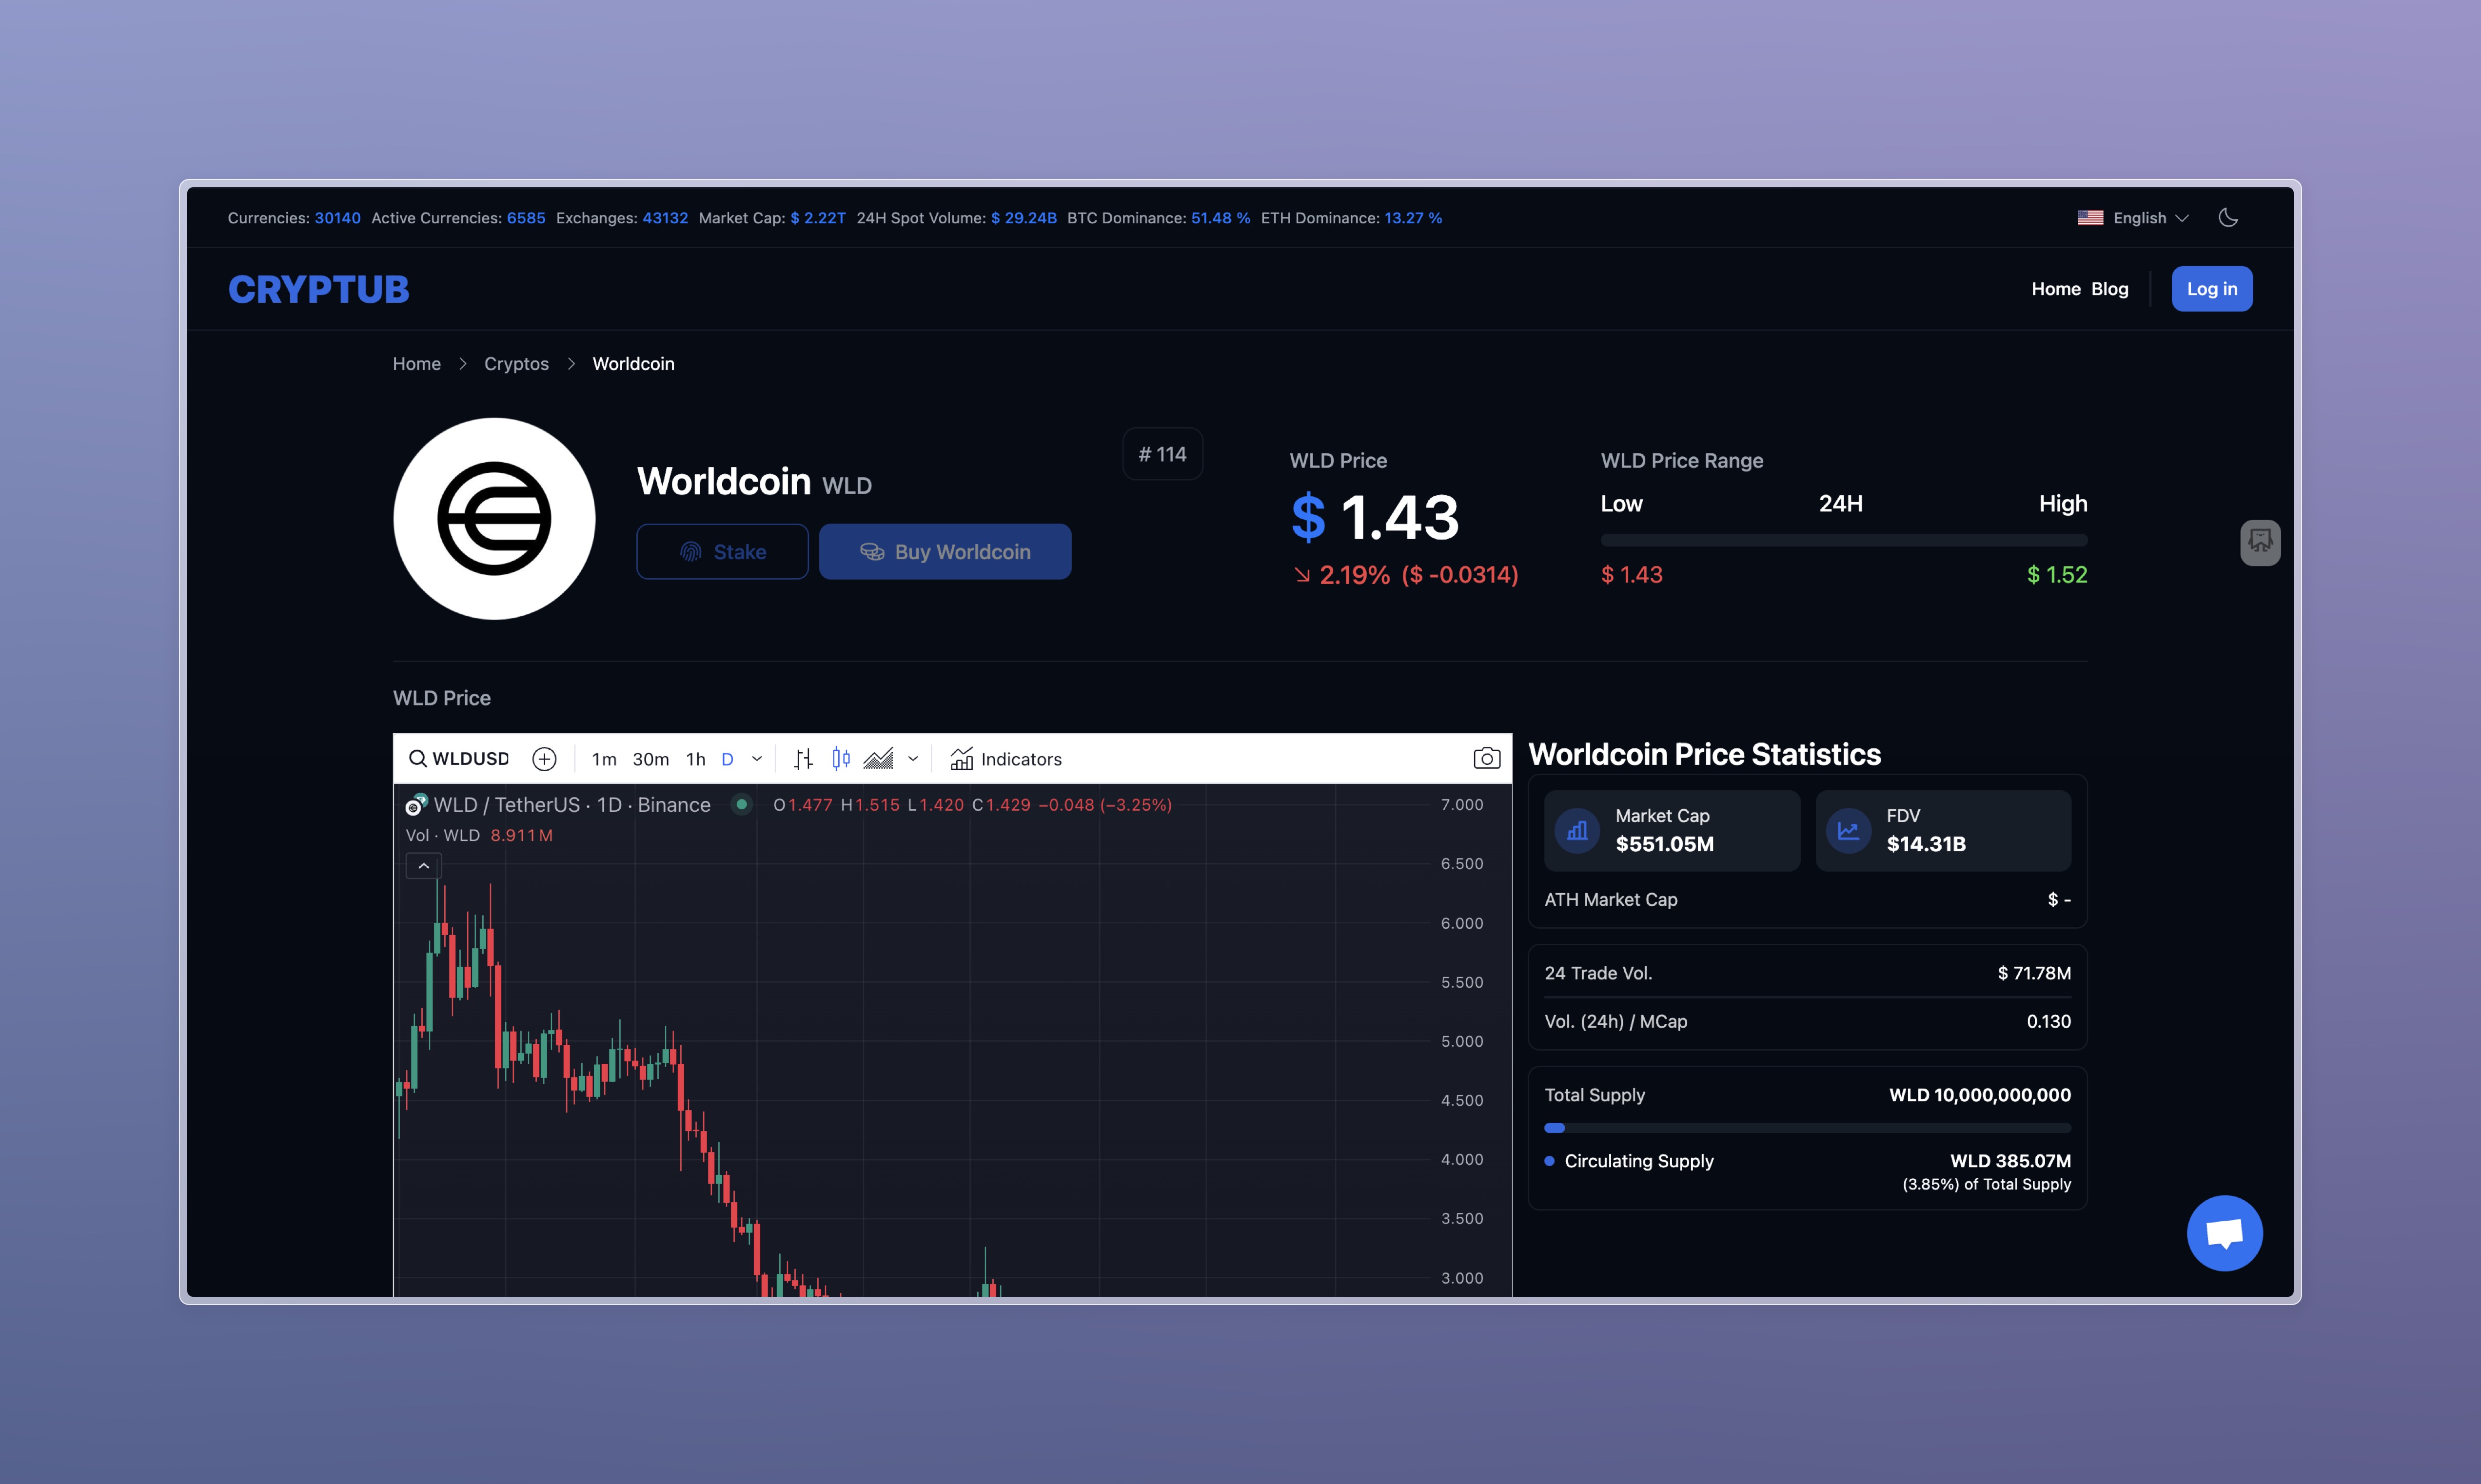 Currencies: 30140 Active Currencies: 6585 Exchanges: 43132 Market Cap: $ 2.22T 24H Spot Volume: $ 29.24B BTC Dominance: 51.48 % ETH Dominance: 13.27 % English
CRYPTUB Home Blog Log in
Home > Cryptos > Worldcoin
Worldcoin WLD
# 114
Stake Buy Worldcoin
WLD Price
$ 1.43
2.19% ($ -0.0314)
WLD Price Range
Low 24H High
$ 1.43 $ 1.52
WLD Price
WLDUSD 1m 30m 1h D Indicators
WLD / TetherUS · 1D · Binance O1.477 H1.515 L1.420 C1.429 −0.048 (−3.25%)
Vol · WLD 8.911M
7.000
6.500
6.000
5.500
5.000
4.500
4.000
3.500
3.000
Worldcoin Price Statistics
Market Cap
$551.05M
FDV
$14.31B
ATH Market Cap $ -
24 Trade Vol. $ 71.78M
Vol. (24h) / MCap 0.130
Total Supply WLD 10,000,000,000
Circulating Supply WLD 385.07M
(3.85%) of Total Supply